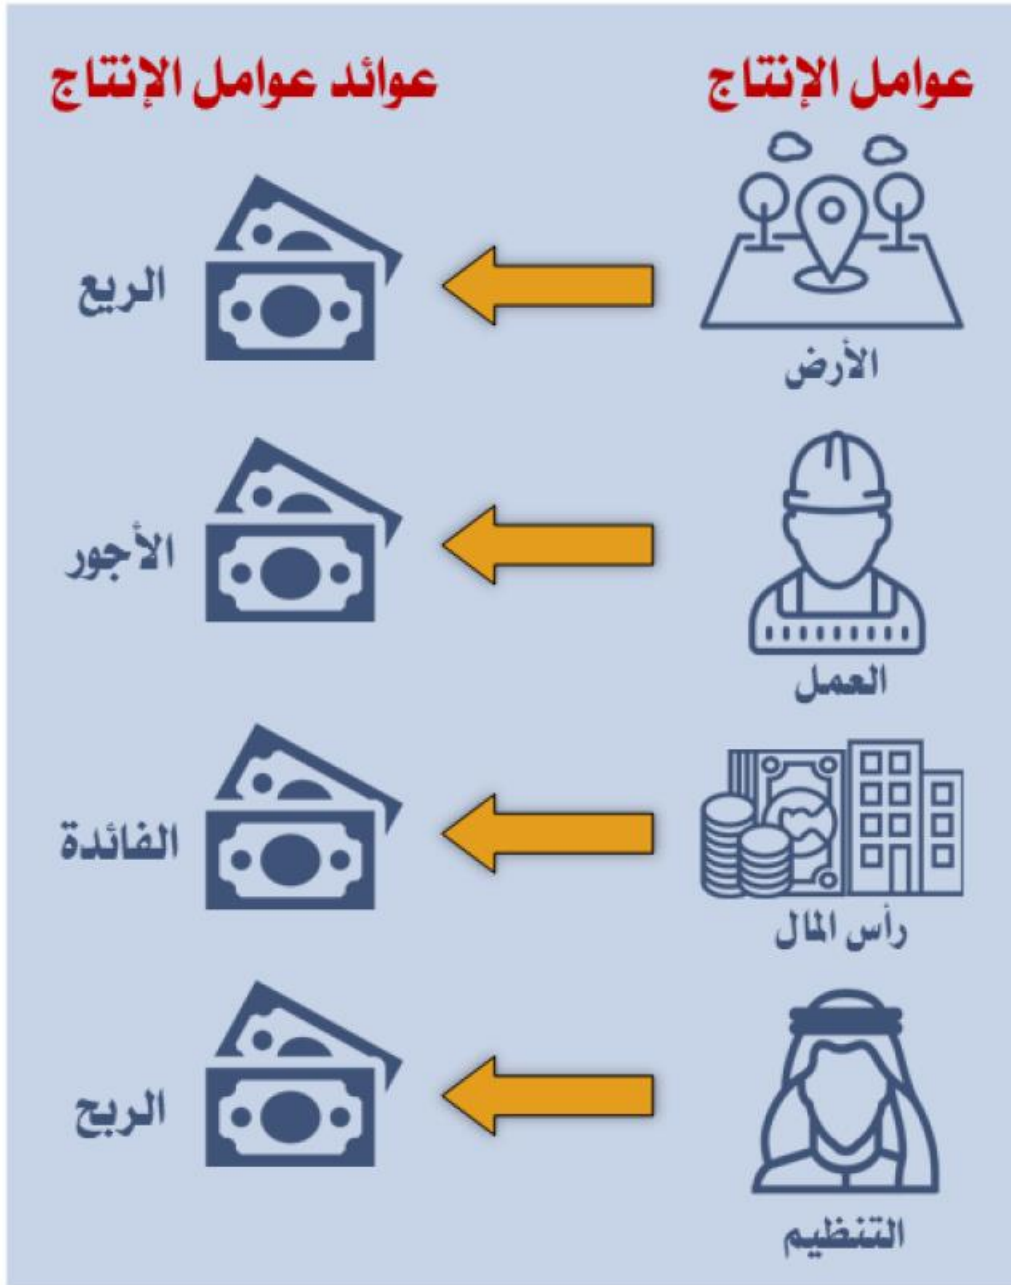 عوامل الإنتاج
عوائد عوامل الإنتاج
الأرض
الريع
العمل
الأجور
رأس المال
الفائدة
التنظيم
الربح